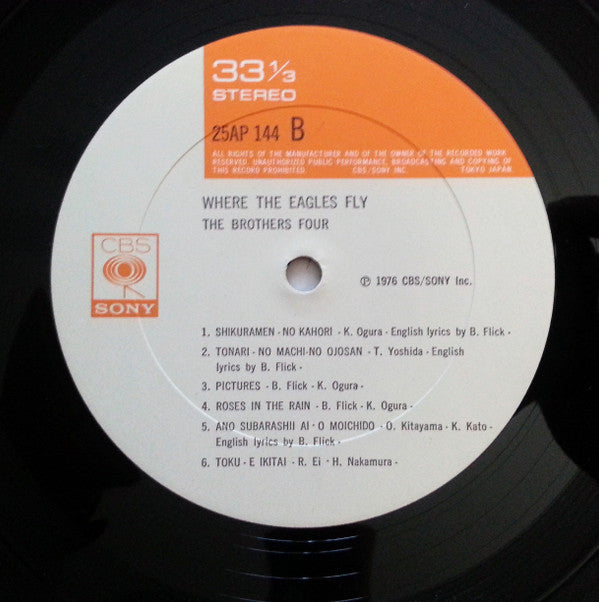 33 1/3
STEREO
25AP 144 B
ALL RIGHTS OF THE MANUFACTURER AND OF THE OWNER OF THE RECORDED WORK
RESERVED. UNAUTHORIZED PUBLIC PERFORMANCE, BROADCASTING AND COPYING OF
THIS RECORD PROHIBITED. CBS/SONY INC. TOKYO JAPAN.
WHERE THE EAGLES FLY
THE BROTHERS FOUR
CBS
SONY
Ⓟ 1976 CBS/SONY Inc.
1. SHIKURAMEN · NO KAHORI · K. Ogura · English lyrics by B. Flick ·
2. TONARI · NO MACHI · NO OJOSAN · T. Yoshida · English
lyrics by B. Flick ·
3. PICTURES · B. Flick · K. Ogura ·
4. ROSES IN THE RAIN · B. Flick · K. Ogura ·
5. ANO SUBARASHII AI · O MOICHIDO · O. Kitayama · K. Kato ·
English lyrics by B. Flick ·
6. TOKU · E IKITAI · R. Ei · H. Nakamura ·